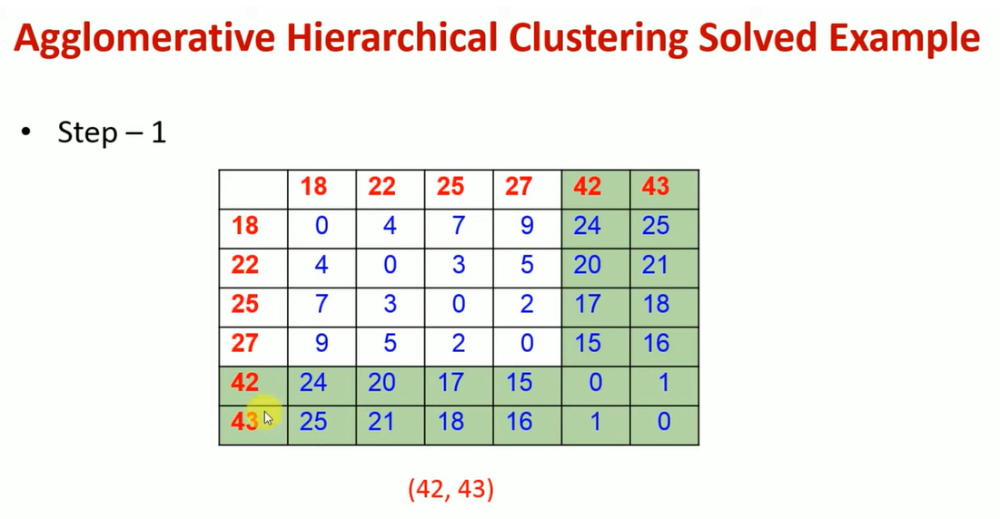 Agglomerative Hierarchical Clustering Solved Example
• Step – 1
18 22 25 27 42 43
18 0 4 7 9 24 25
22 4 0 3 5 20 21
25 7 3 0 2 17 18
27 9 5 2 0 15 16
42 24 20 17 15 0 1
43 25 21 18 16 1 0
(42, 43)